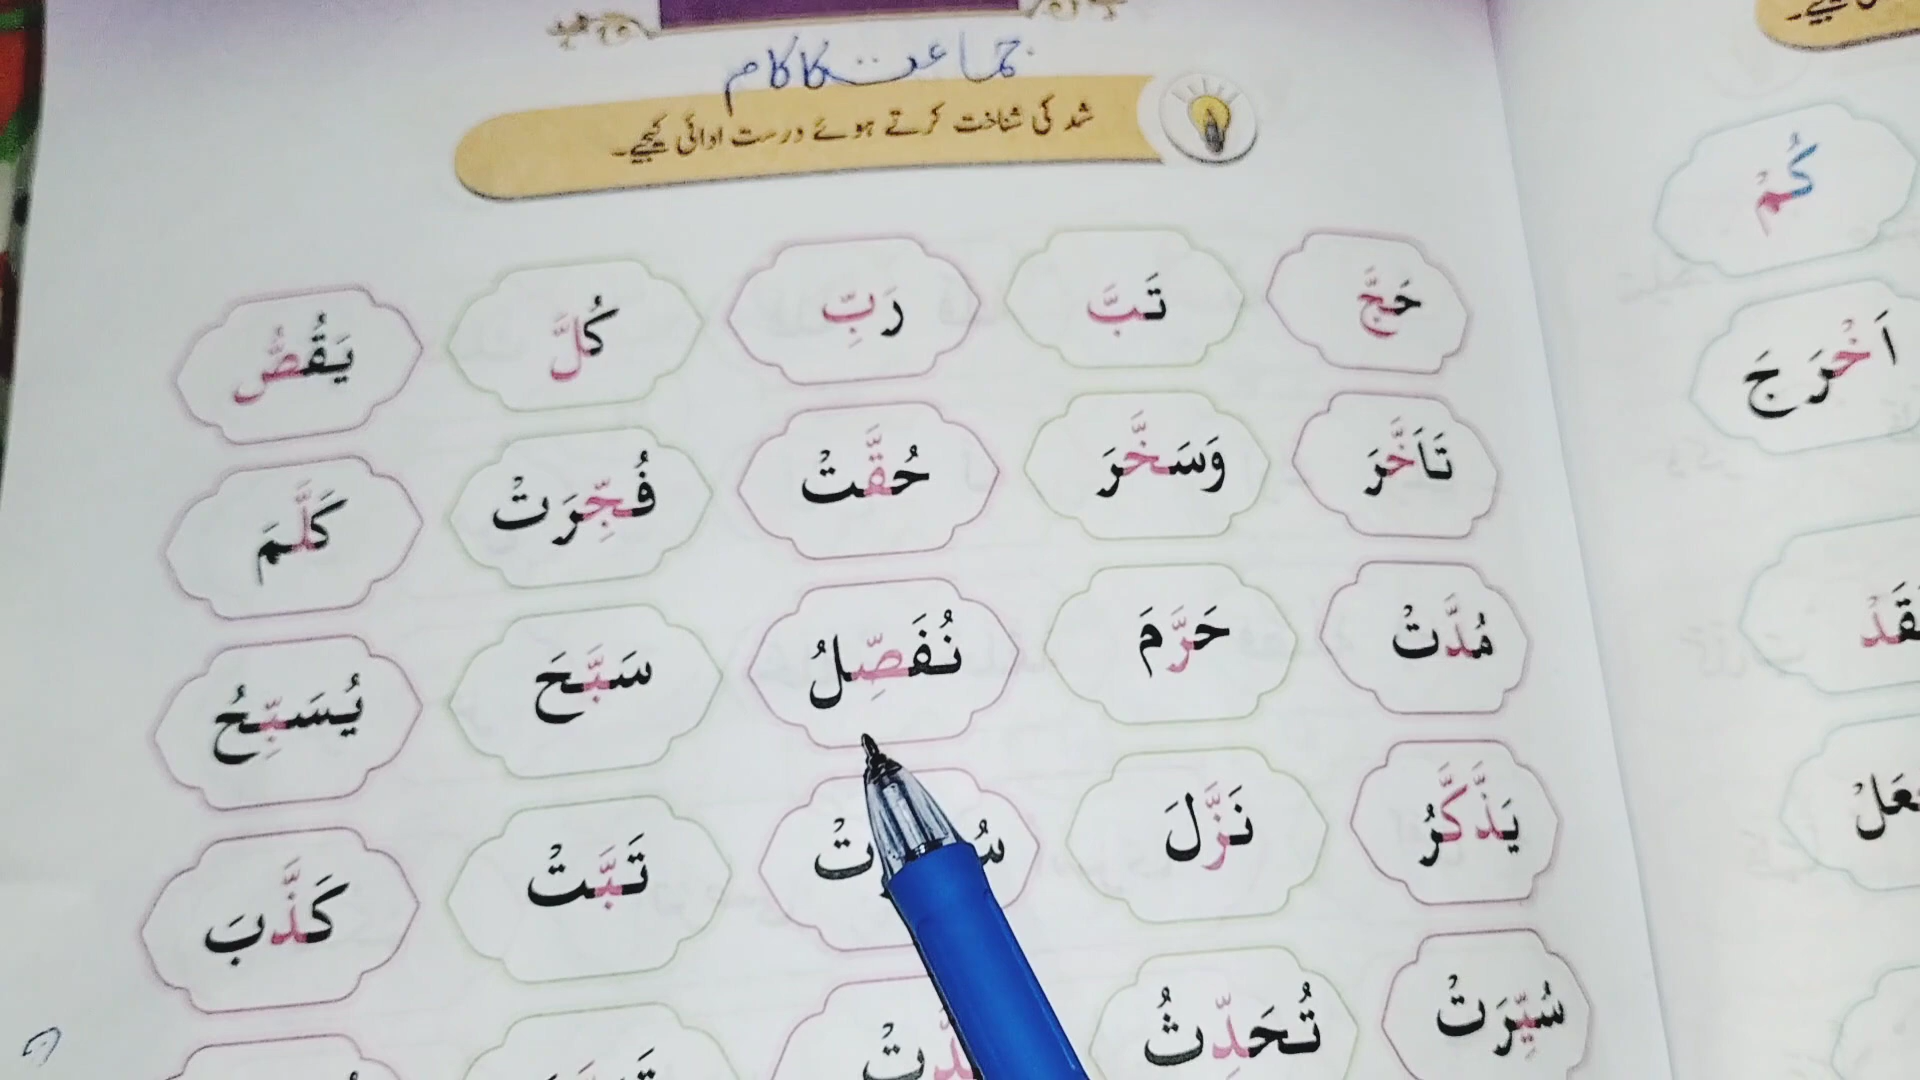 جماعت کا کام
شد کی شناخت کرتے ہوئے درست ادائی کیجیے۔
حَجَّ تَبَّ رَبِّ كُلَّ يَقُصُّ
تَاَخَّرَ وَسَخَّرَ حُقَّتْ فُجِّرَتْ كَلَّمَ
مُدَّتْ حَرَّمَ نُفَصِّلُ سَبَّحَ يُسَبِّحُ
يَذَّكَّرُ نَزَّلَ تَبَّتْ كَذَّبَ
سُيِّرَتْ تُحَدِّثُ
كُمْ
اَخْرَجَ